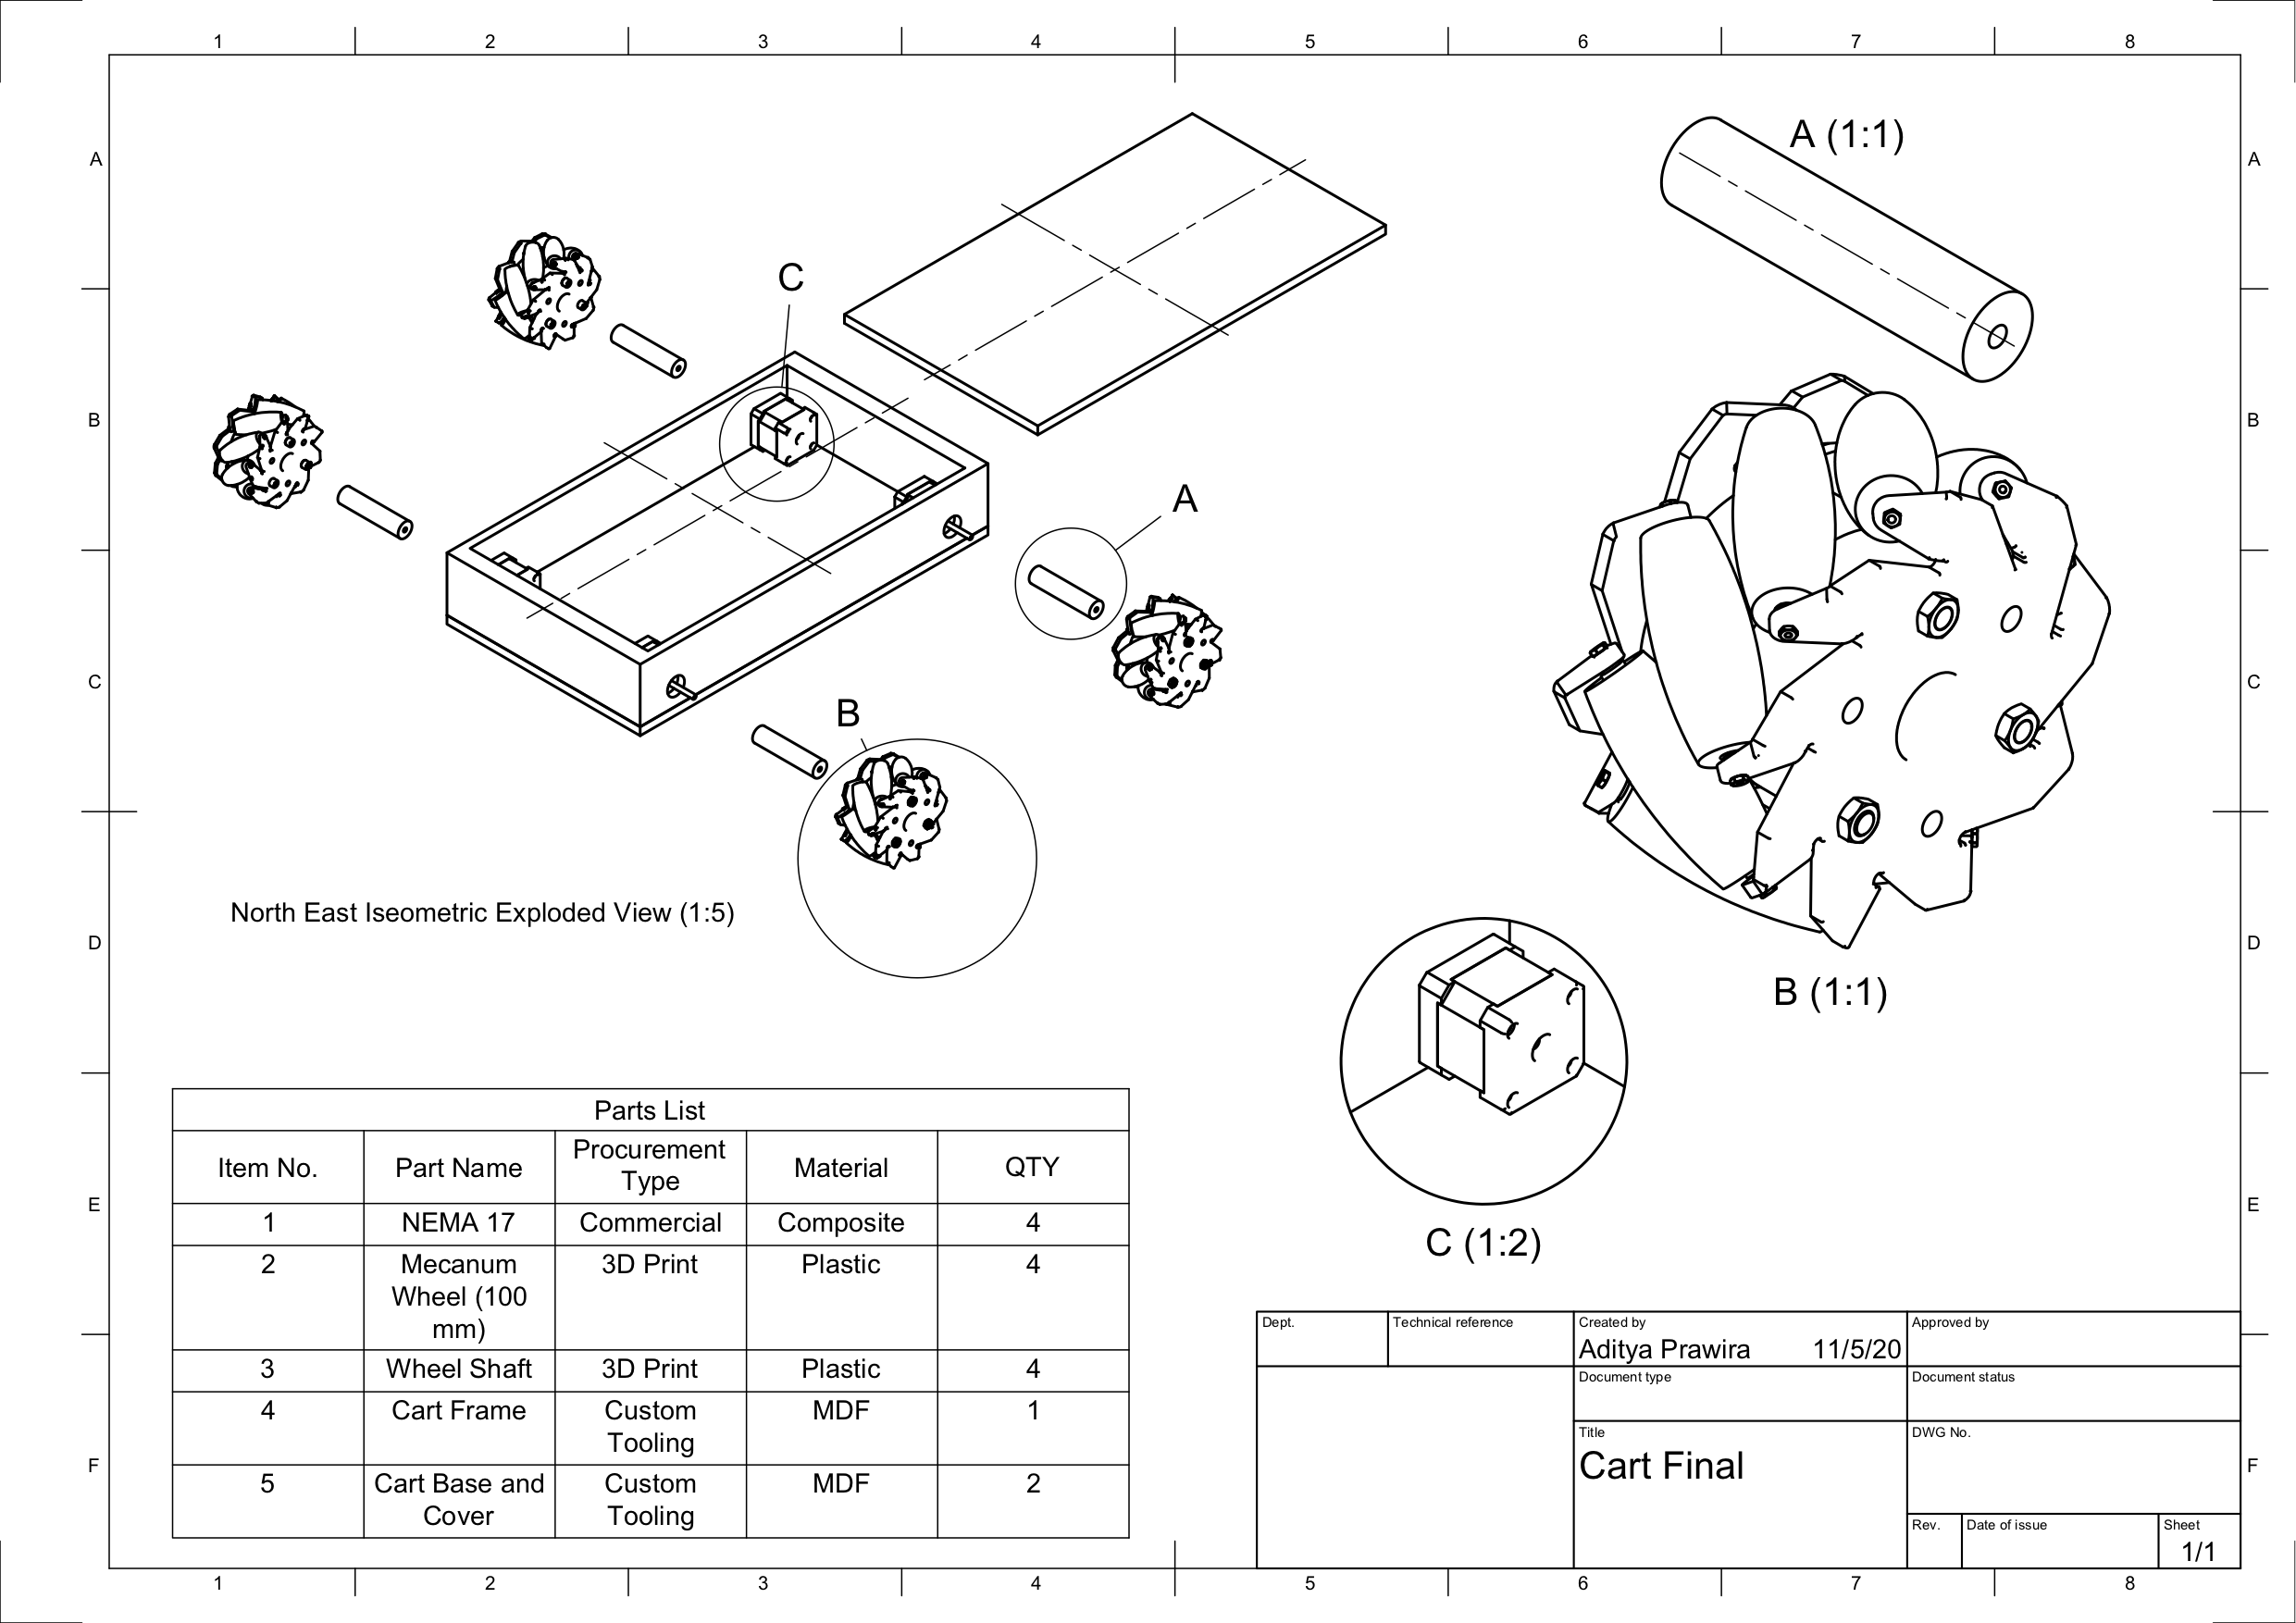 1 2 3 4 5 6 7 8
A A
A (1:1)
C
B B
A
C C
B
North East Iseometric Exploded View (1:5)
D D
B (1:1)
C (1:2)
E E
Parts List
Item No. Part Name Procurement Type Material QTY
1 NEMA 17 Commercial Composite 4
2 Mecanum Wheel (100 mm) 3D Print Plastic 4
3 Wheel Shaft 3D Print Plastic 4
4 Cart Frame Custom Tooling MDF 1
5 Cart Base and Cover Custom Tooling MDF 2
Dept. Technical reference Created by Approved by
Aditya Prawira 11/5/20
Document type Document status
Title DWG No.
Cart Final
F F
Rev. Date of issue Sheet
1/1
1 2 3 4 5 6 7 8